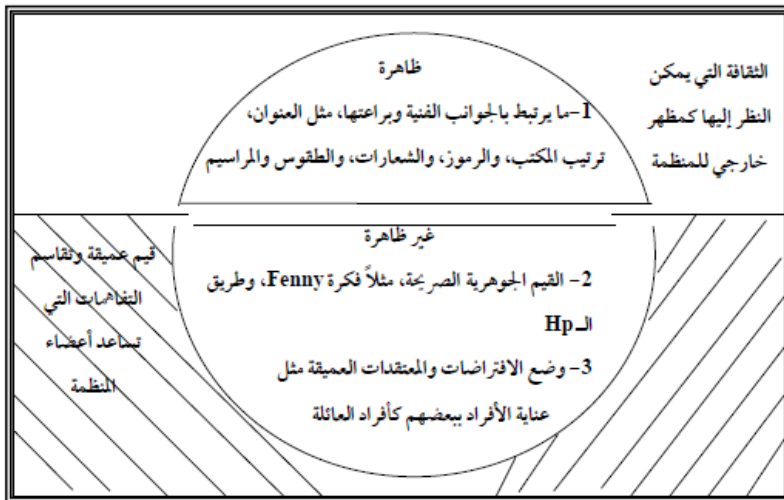 الثقافة التي يمكن
النظر إليها كمظهر
خارجي للمنظمة
ظاهرة
1-ما يرتبط بالجوانب الفنية وبراعتها، مثل العنوان،
ترتيب المكتب، والرموز، والشعارات، والطقوس والمراسيم
غير ظاهرة
2- القيم الجوهرية الصريحة، مثلاً فكرة Fenny، وطريق
الـ Hp
3- وضع الافتراضات والمعتقدات العميقة مثل
عناية الأفراد ببعضهم كأفراد العائلة
قيم عميقة وتقاسم
التفاهمات التي
تساعد أعضاء
المنظمة